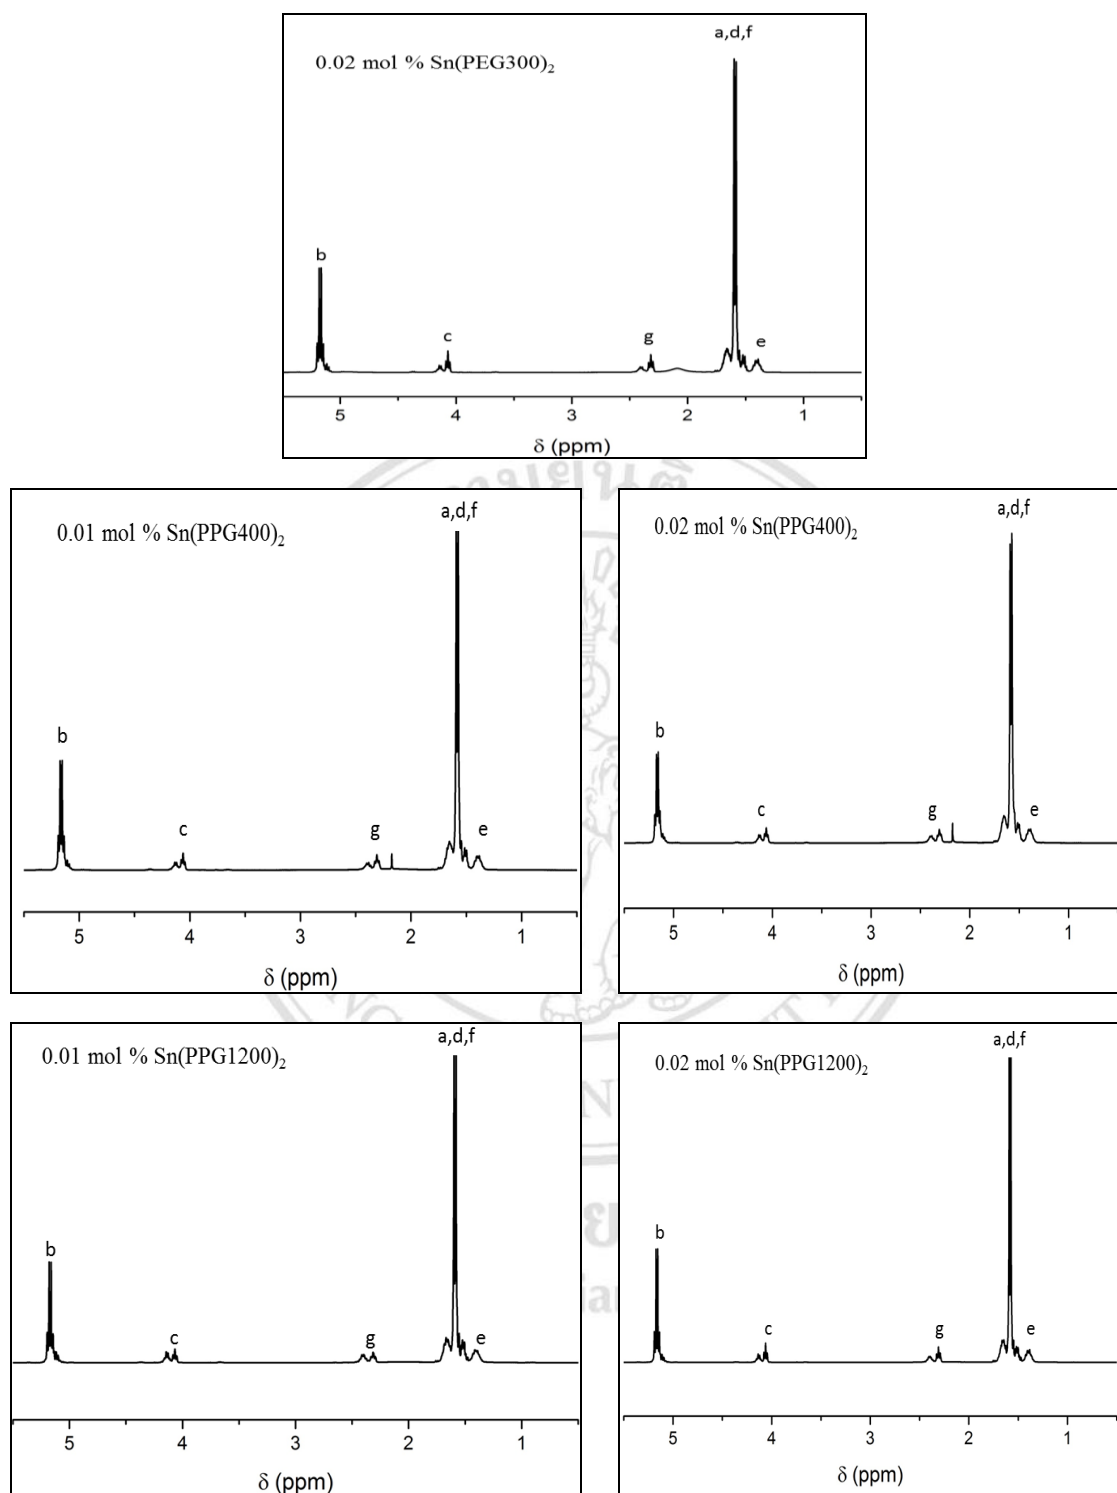 a,d,f
0.02 mol % Sn(PEG300)₂
b
c
g
e
5 4 3 2 1
δ (ppm)
a,d,f
0.01 mol % Sn(PPG400)₂
b
c
g
e
5 4 3 2 1
δ (ppm)
a,d,f
0.02 mol % Sn(PPG400)₂
b
c
g
e
5 4 3 2 1
δ (ppm)
a,d,f
0.01 mol % Sn(PPG1200)₂
b
c
g
e
5 4 3 2 1
δ (ppm)
a,d,f
0.02 mol % Sn(PPG1200)₂
b
c
g
e
5 4 3 2 1
δ (ppm)